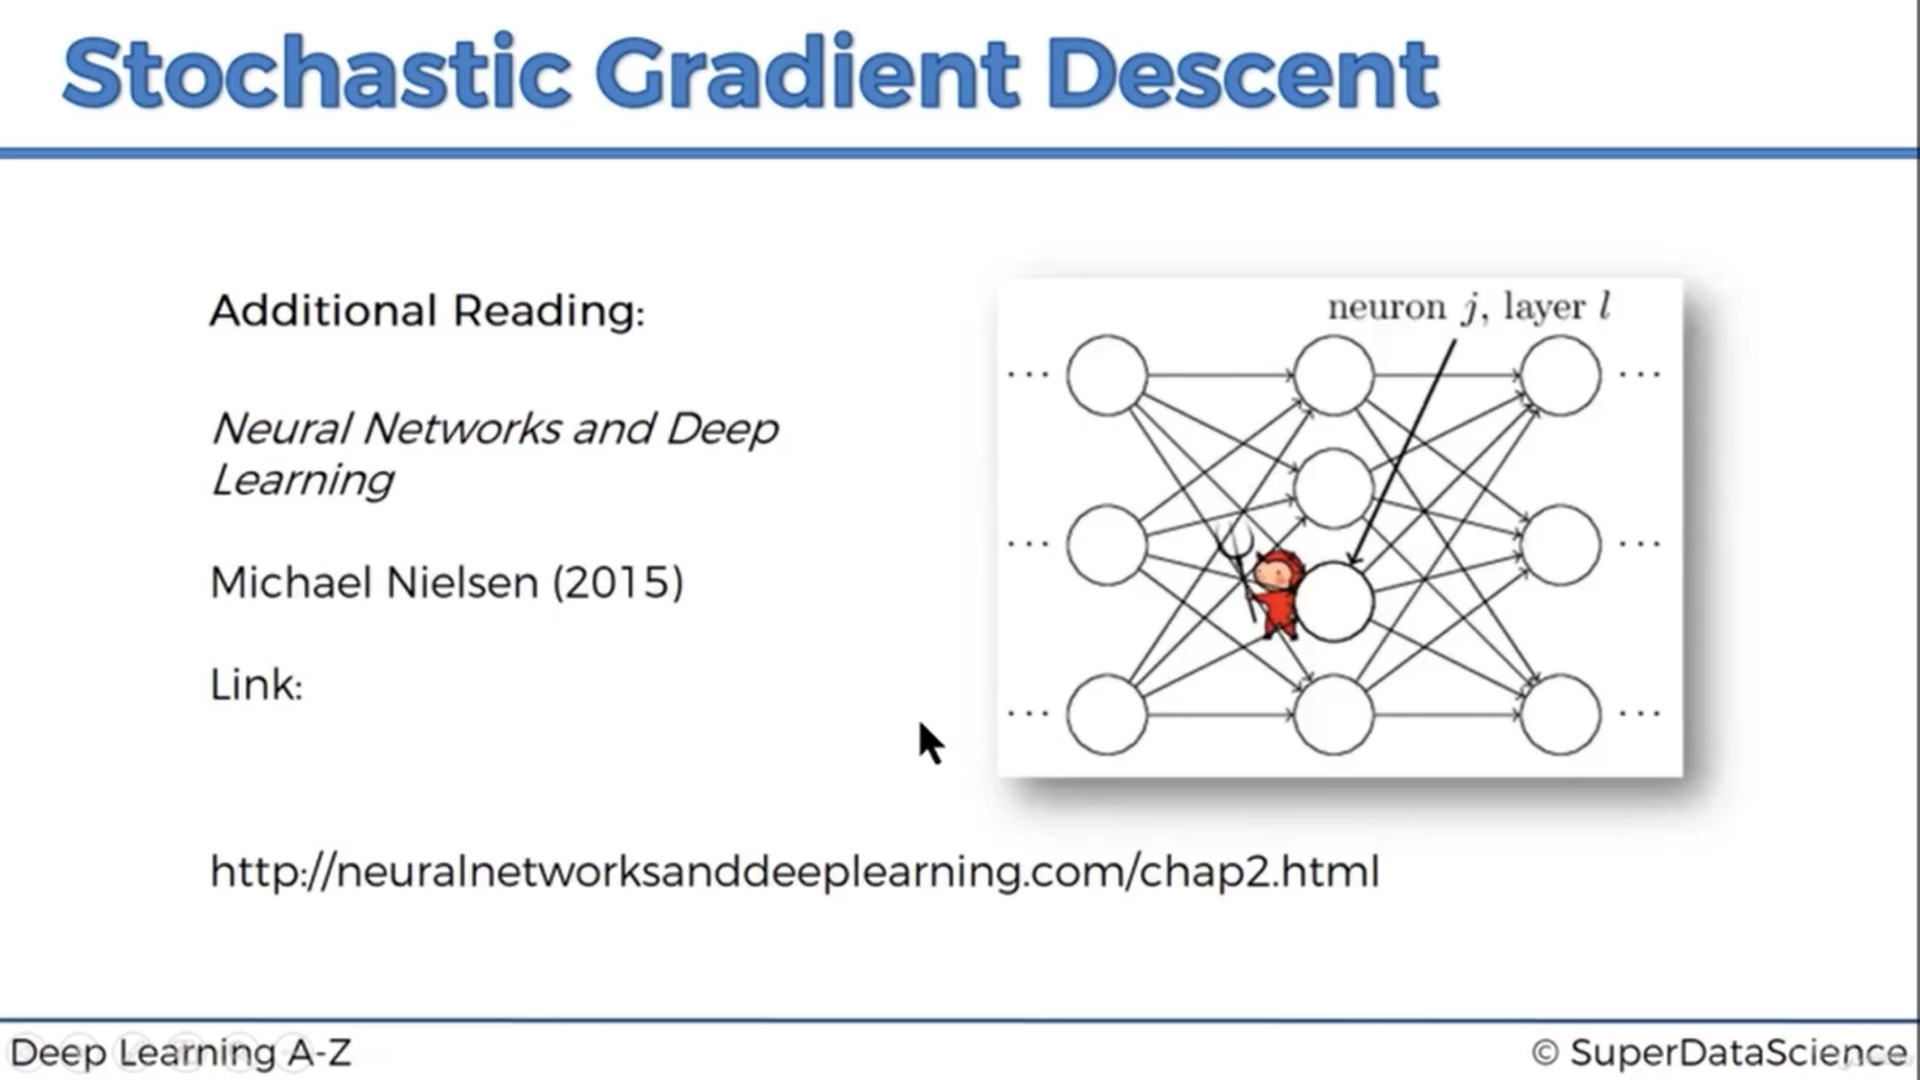 Stochastic Gradient Descent
Additional Reading:
Neural Networks and Deep
Learning
Michael Nielsen (2015)
Link:
http://neuralnetworksanddeeplearning.com/chap2.html
neuron j, layer l
... ...
... ...
... ...
Deep Learning A-Z
© SuperDataScience